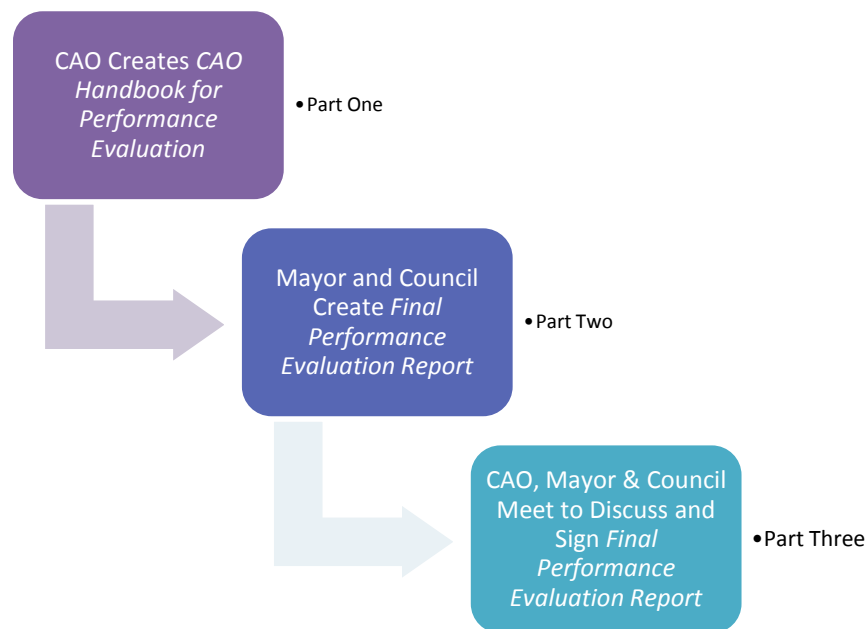 CAO Creates CAO
Handbook for
Performance
Evaluation
•Part One
Mayor and Council
Create Final
Performance
Evaluation Report
•Part Two
CAO, Mayor & Council
Meet to Discuss and
Sign Final
Performance
Evaluation Report
•Part Three